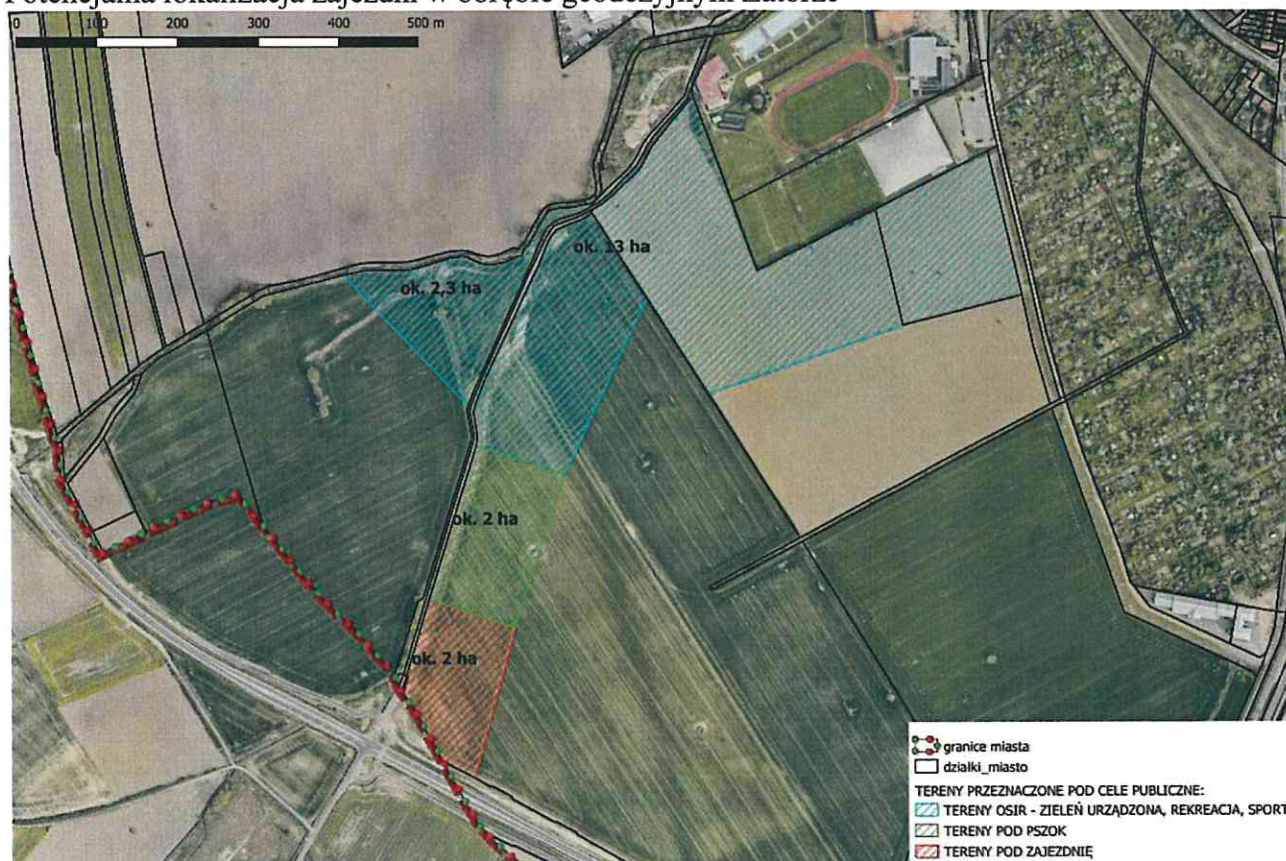 Potencjalna lokalizacja zajezdni w obrębie geodezyjnym Zatorze
0 100 200 300 400 500 m
ok. 13 ha
ok. 2,3 ha
ok. 2 ha
ok. 2 ha
granice miasta
działki_miasto
TERENY PRZEZNACZONE POD CELE PUBLICZNE:
TERENY OSIR - ZIELEŃ URZĄDZONA, REKREACJA, SPORT
TERENY POD PSZOK
TERENY POD ZAJEZDNIĘ